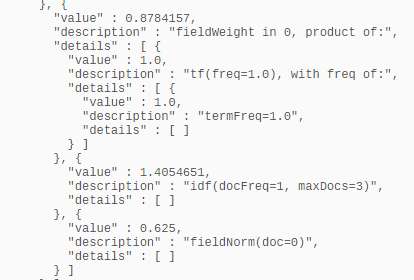 }, {
"value" : 0.8784157,
"description" : "fieldWeight in 0, product of:",
"details" : [ {
"value" : 1.0,
"description" : "tf(freq=1.0), with freq of:",
"details" : [ {
"value" : 1.0,
"description" : "termFreq=1.0",
"details" : [ ]
} ]
}, {
"value" : 1.4054651,
"description" : "idf(docFreq=1, maxDocs=3)",
"details" : [ ]
}, {
"value" : 0.625,
"description" : "fieldNorm(doc=0)",
"details" : [ ]
} ]